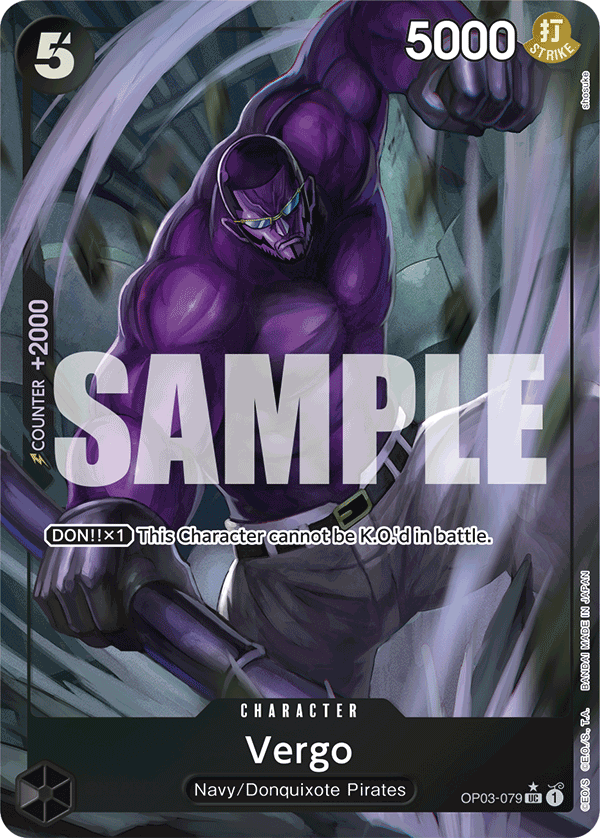 5
5000
打
STRIKE
shosuke
COUNTER +2000
SAMPLE
DON!!×1 This Character cannot be K.O.'d in battle.
BANDAI MADE IN JAPAN
©E.O./S., T.A.
CHARACTER
Vergo
Navy/Donquixote Pirates
OP03-079 UC 1